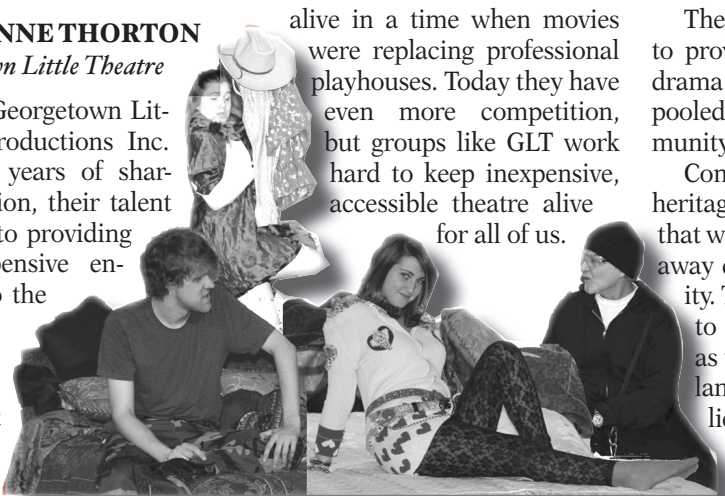 NNE THORTON
n Little Theatre
Georgetown Lit-
roductions Inc.
years of shar-
ion, their talent
to providing
pensive en-
the
alive in a time when movies
were replacing professional
playhouses. Today they have
even more competition,
but groups like GLT work
hard to keep inexpensive,
accessible theatre alive
for all of us.
The
to prov
drama
pooled
munity
Con
heritag
that w
away
ity. T
to
as
lan
lic